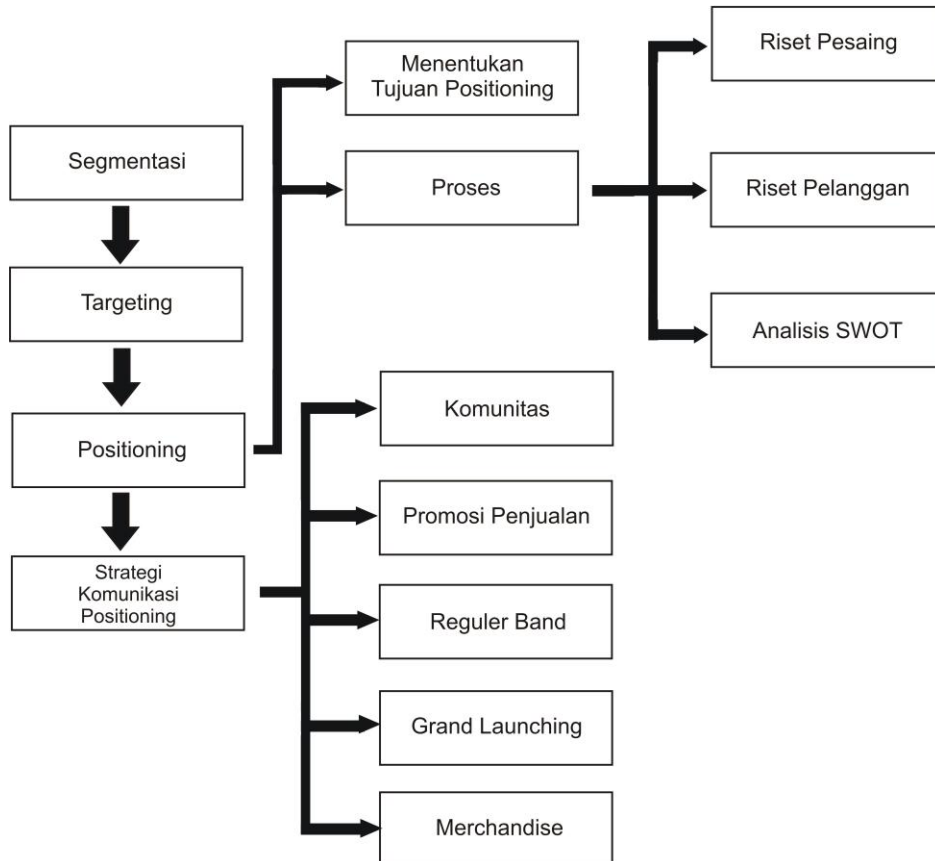 Segmentasi
Targeting
Positioning
Strategi
Komunikasi
Positioning
Menentukan
Tujuan Positioning
Proses
Riset Pesaing
Riset Pelanggan
Analisis SWOT
Komunitas
Promosi Penjualan
Reguler Band
Grand Launching
Merchandise